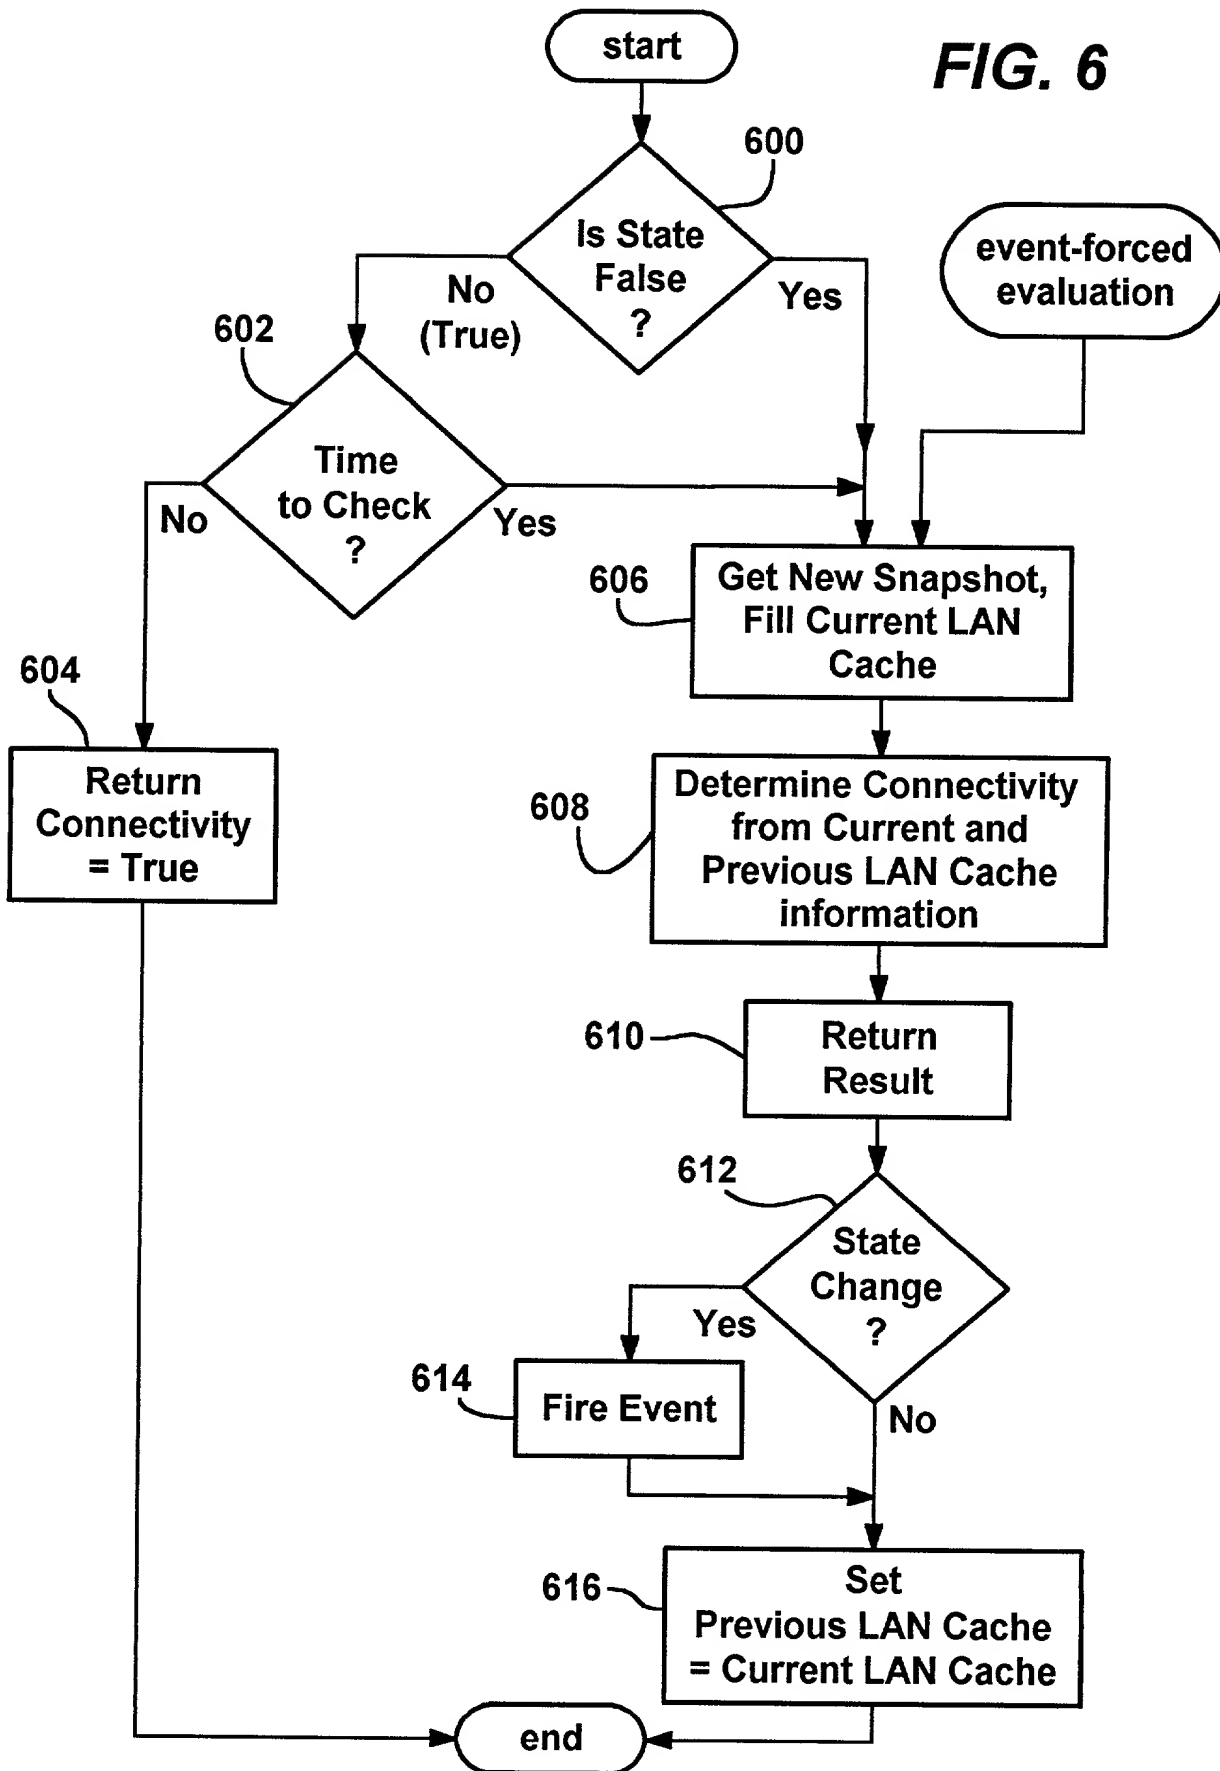 start
FIG. 6
600
Is State
False
?
No
(True)
Yes
event-forced
evaluation
602
Time
to Check
?
No
Yes
606
Get New Snapshot,
Fill Current LAN
Cache
604
Return
Connectivity
= True
608
Determine Connectivity
from Current and
Previous LAN Cache
information
610
Return
Result
612
State
Change
?
Yes
No
614
Fire Event
616
Set
Previous LAN Cache
= Current LAN Cache
end